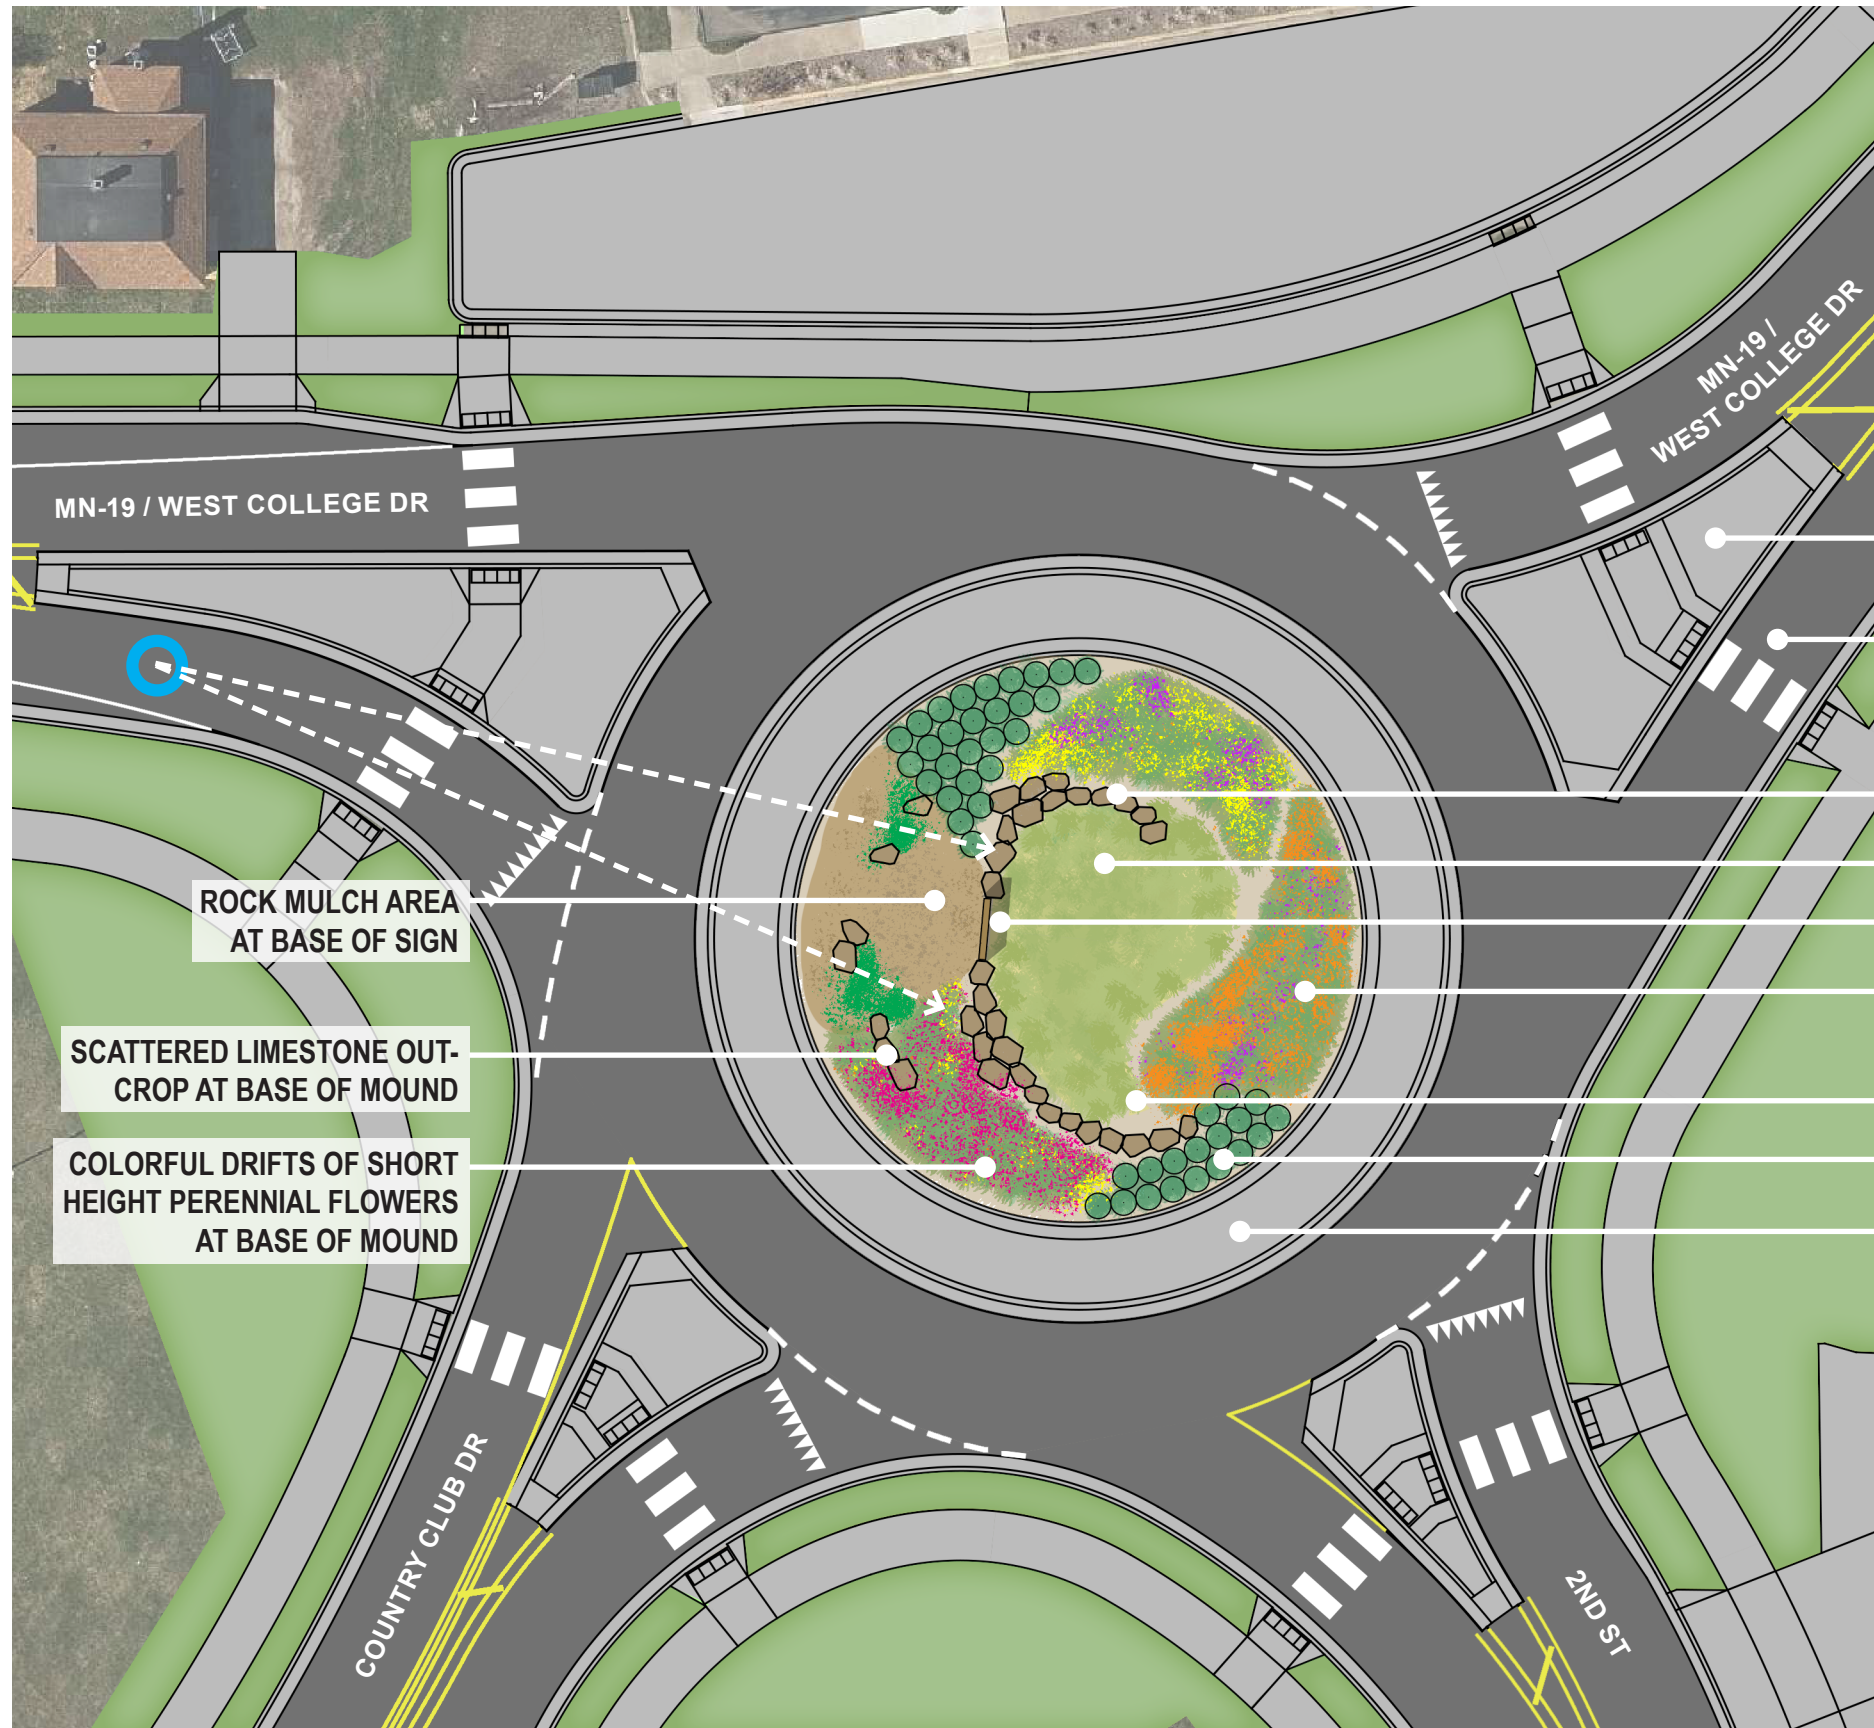 MN-19 /
WEST COLLEGE DR
MN-19 / WEST COLLEGE DR
ROCK MULCH AREA
AT BASE OF SIGN
SCATTERED LIMESTONE OUT-
CROP AT BASE OF MOUND
COLORFUL DRIFTS OF SHORT
HEIGHT PERENNIAL FLOWERS
AT BASE OF MOUND
COUNTRY CLUB DR
2ND ST